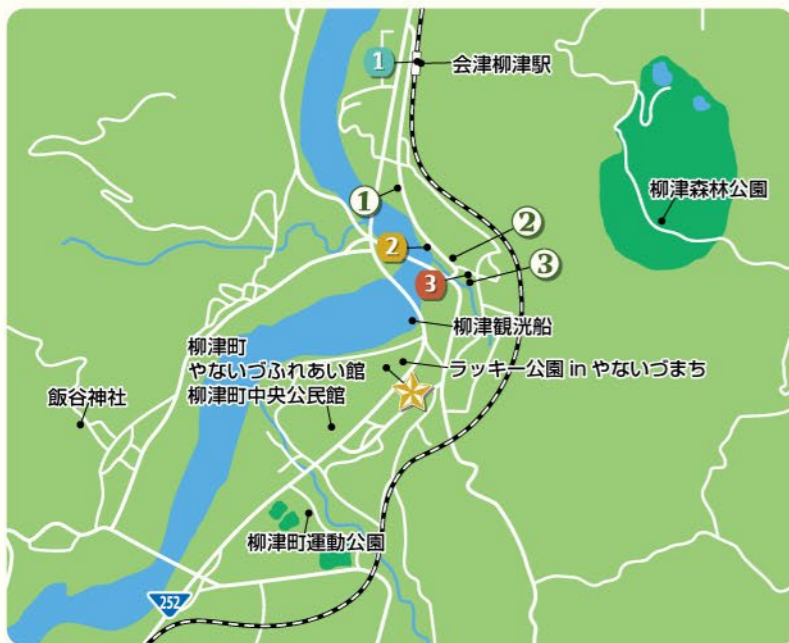 1
会津柳津駅
柳津森林公園
①
②
2
3
③
柳津観光船
柳津町
やないづふれあい館
柳津町中央公民館
ラッキー公園 in やないづまち
飯谷神社
柳津町運動公園
252